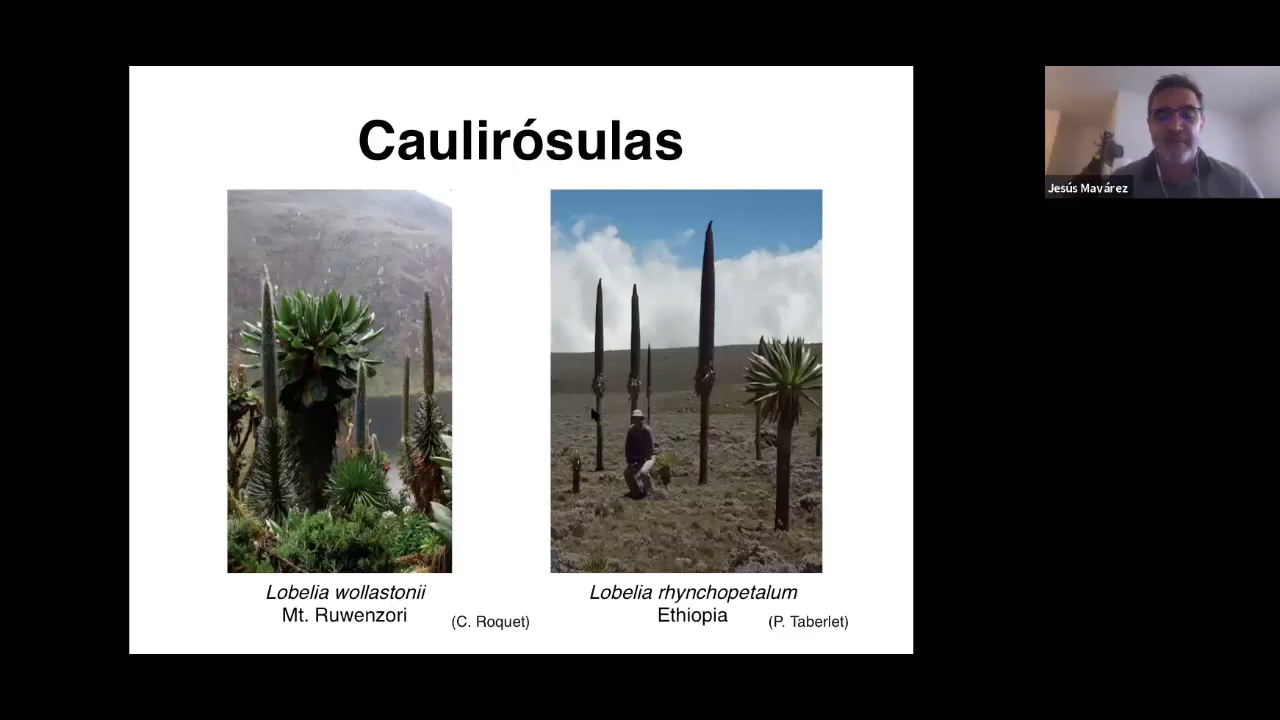 Caulirósulas
Lobelia wollastonii
Mt. Ruwenzori
(C. Roquet)
Lobelia rhynchopetalum
Ethiopia
(P. Taberlet)
Jesús Mavárez